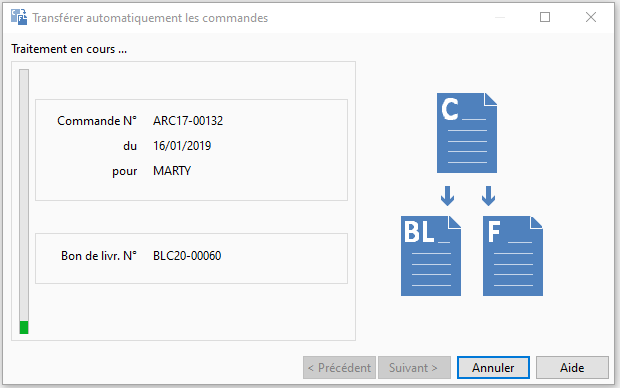 Transférer automatiquement les commandes
Traitement en cours ...
Commande N° ARC17-00132
du 16/01/2019
pour MARTY
Bon de livr. N° BLC20-00060
C
BL F
< Précédent Suivant > Annuler Aide